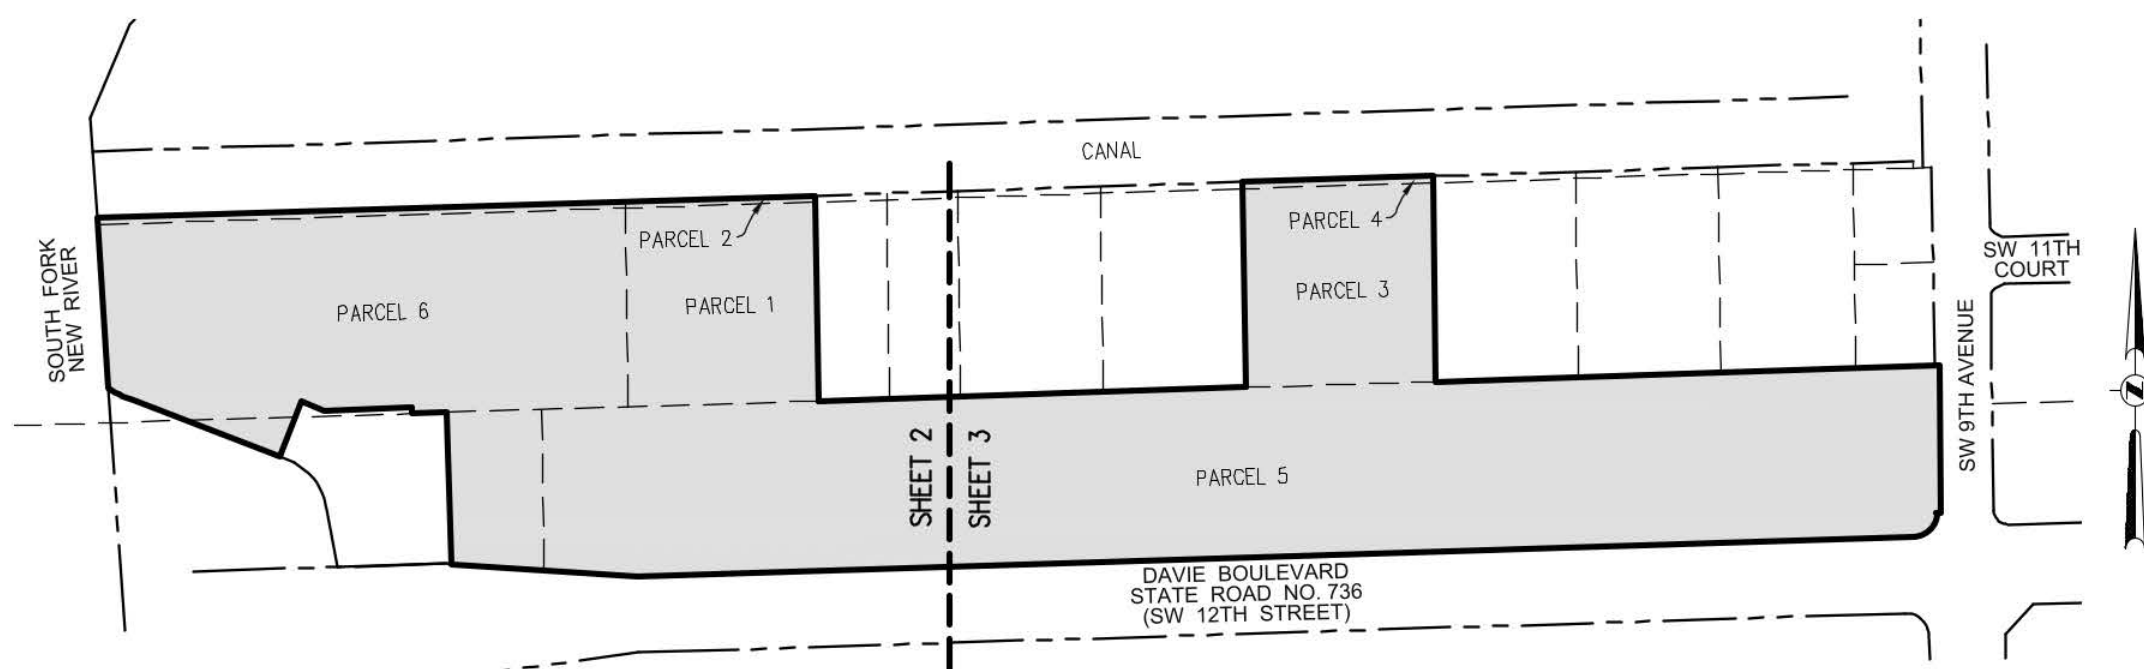 CANAL
PARCEL 2
PARCEL 4
SOUTH FORK
NEW RIVER
PARCEL 6
PARCEL 1
PARCEL 3
SW 11TH
COURT
SW 9TH AVENUE
SHEET 2
SHEET 3
PARCEL 5
DAVIE BOULEVARD
STATE ROAD NO. 736
(SW 12TH STREET)